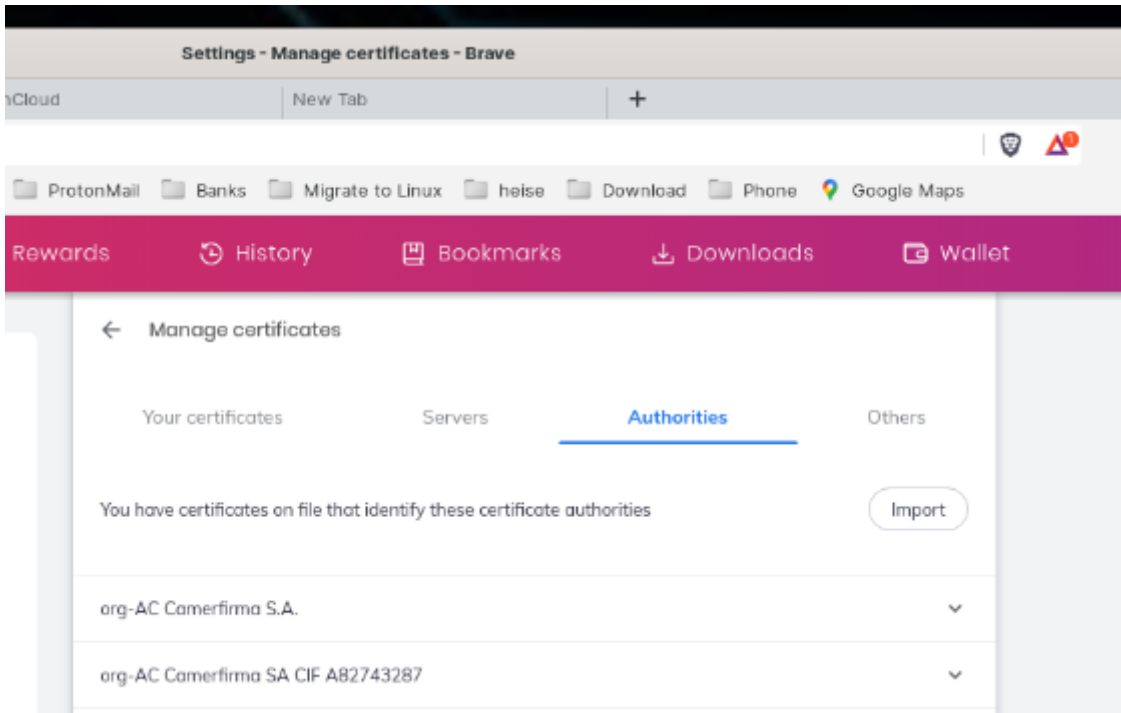 Settings - Manage certificates - Brave
nCloud New Tab +
1
ProtonMail Banks Migrate to Linux heise Download Phone Google Maps
Rewards History Bookmarks Downloads Wallet
Manage certificates
Your certificates Servers Authorities Others
You have certificates on file that identify these certificate authorities Import
org-AC Camerfirma S.A.
org-AC Camerfirma SA CIF A82743287